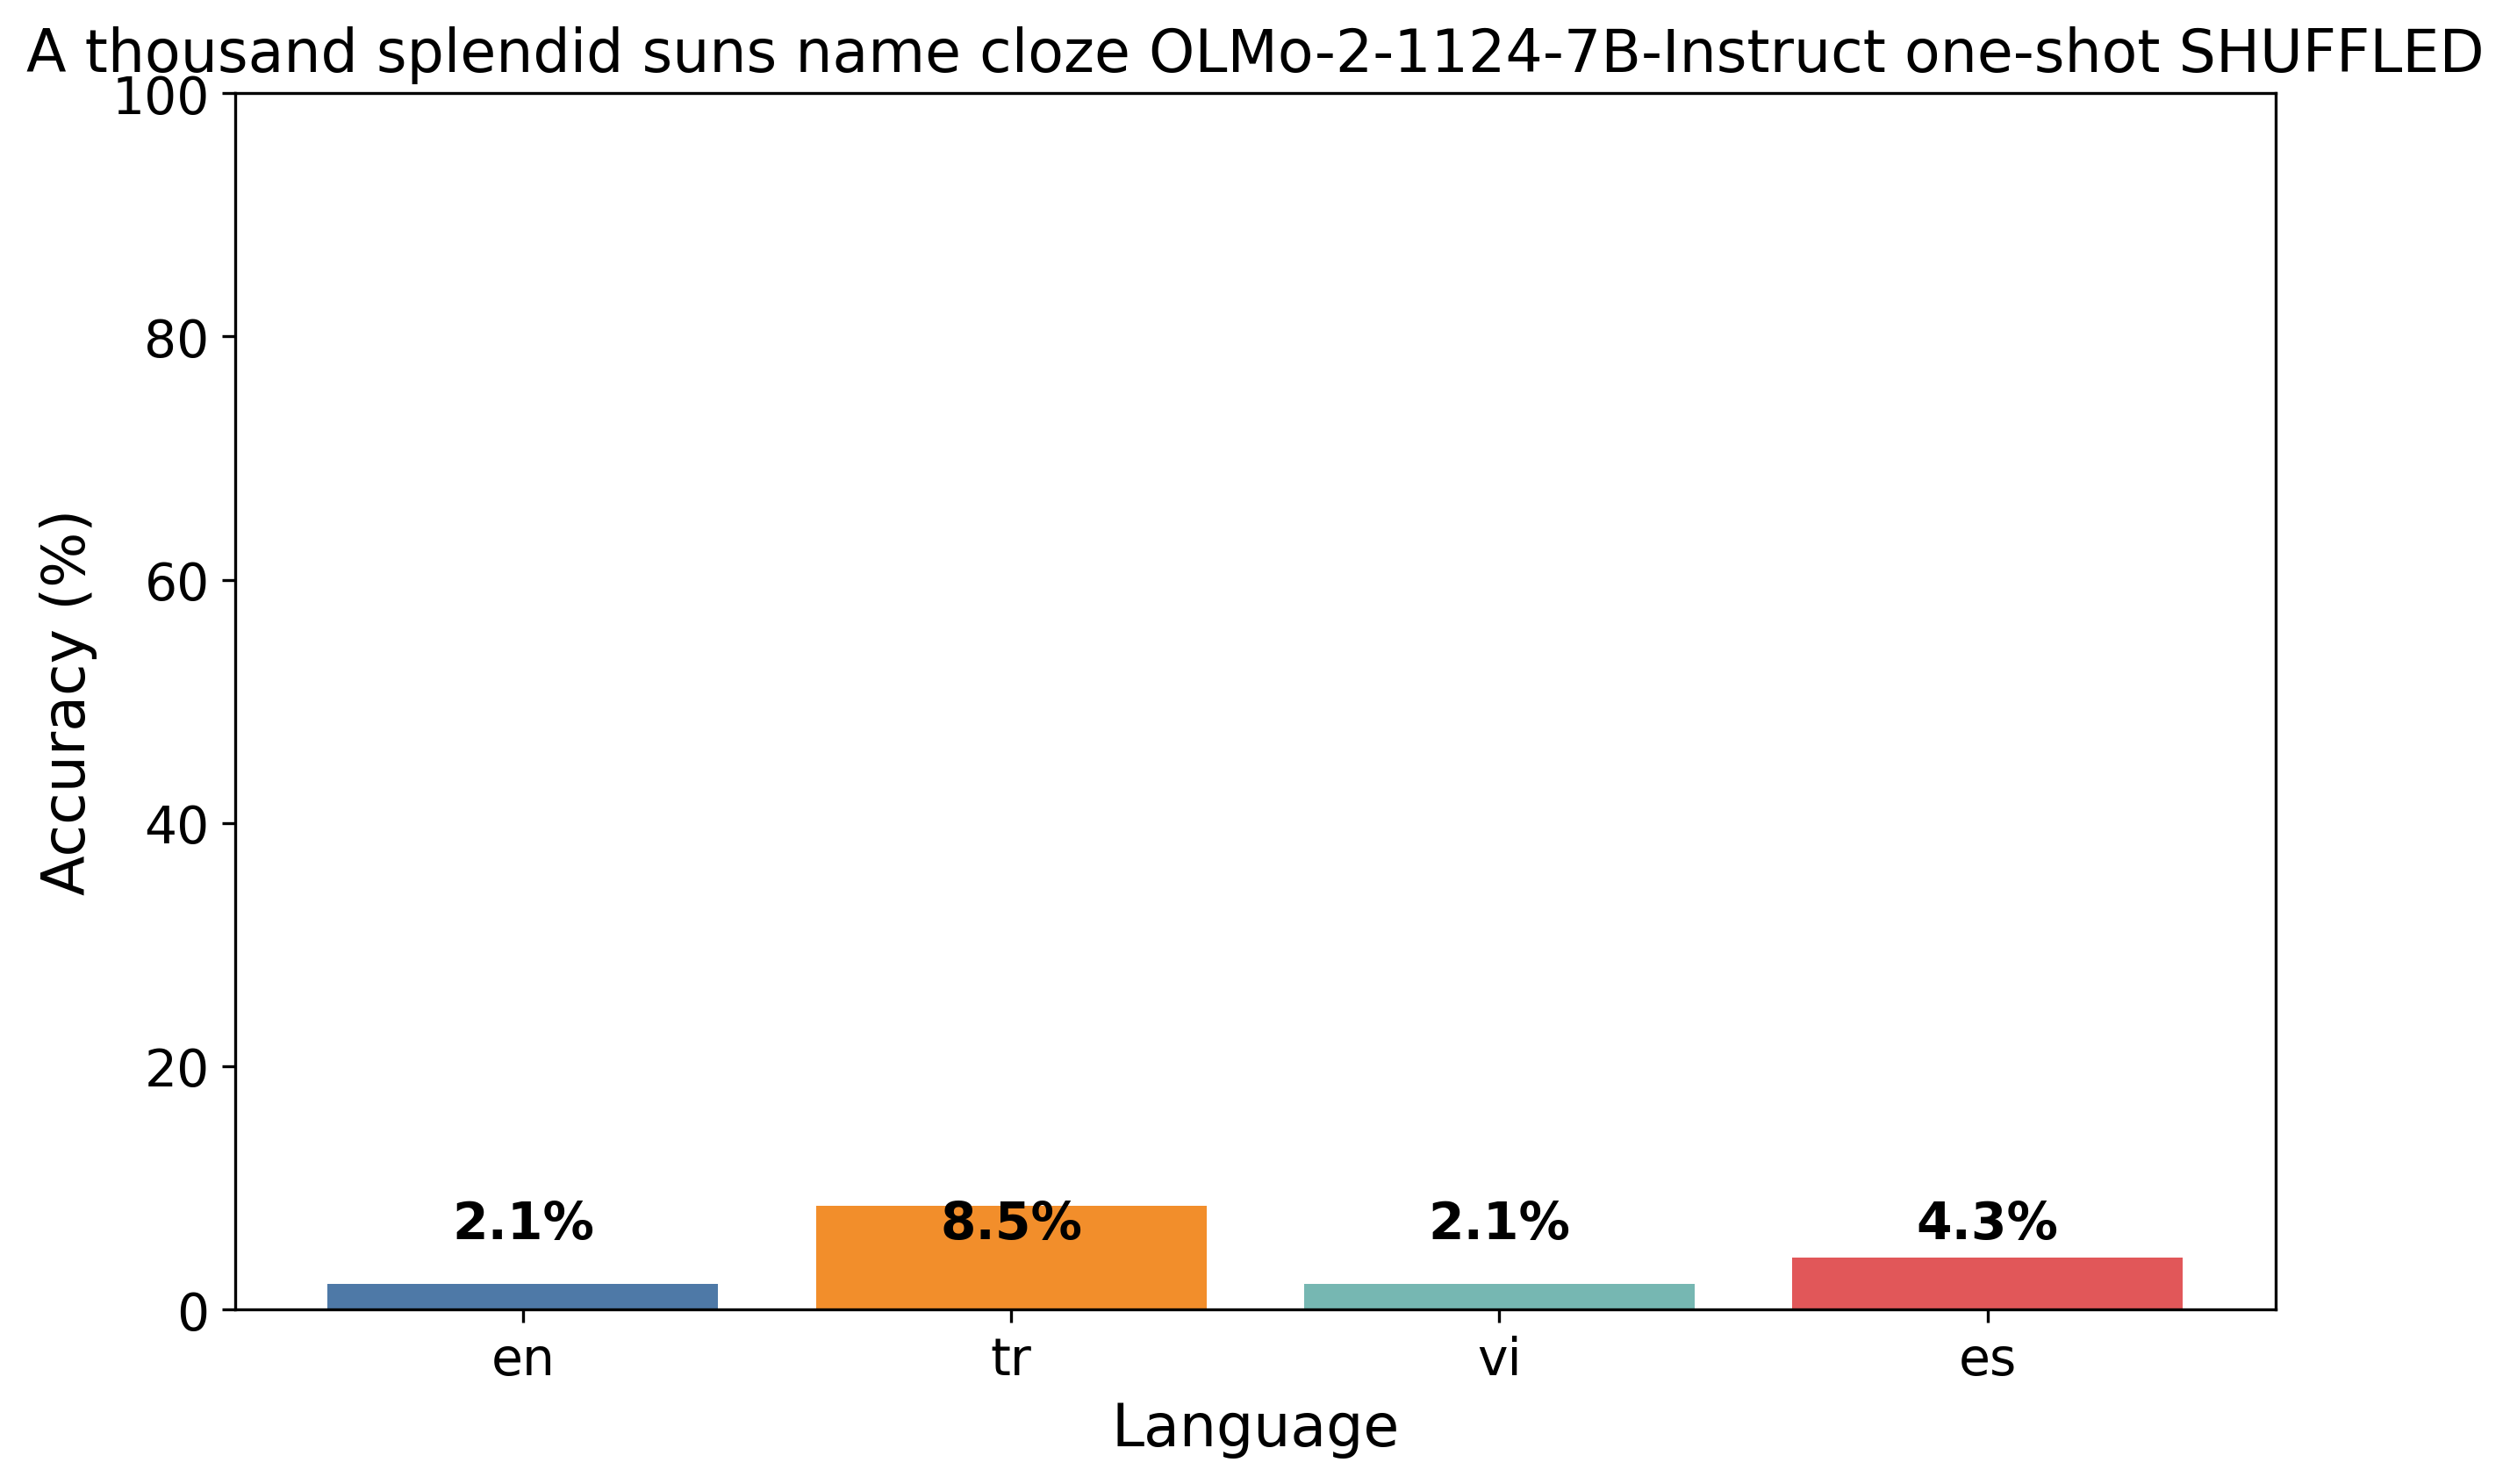 A thousand splendid suns name cloze OLMo-2-1124-7B-Instruct one-shot SHUFFLED
100
80
60
40
20
0
Accuracy (%)
2.1%
8.5%
2.1%
4.3%
en
tr
vi
es
Language